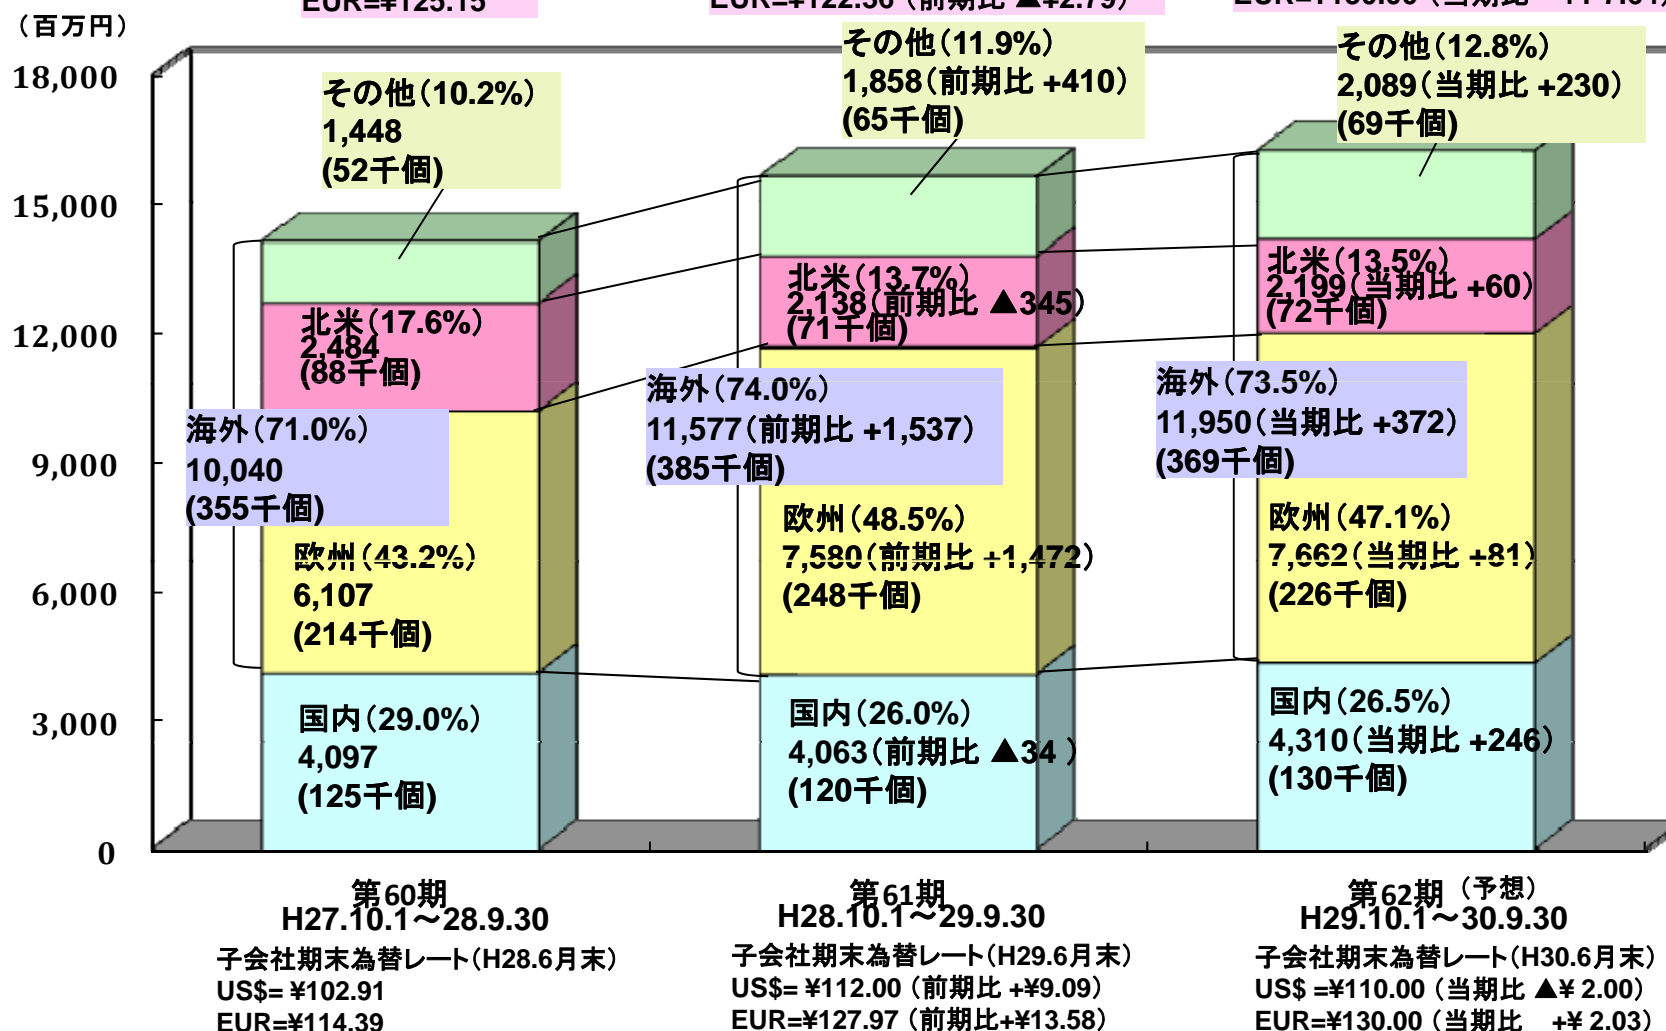 EUR=¥125.15
EUR=¥122.36 (前期比 ▲¥2.79)
(百万円)
18,000
15,000
12,000
9,000
6,000
3,000
0
その他(10.2%)
1,448
(52千個)
北米(17.6%)
2,484
(88千個)
海外(71.0%)
10,040
(355千個)
欧州(43.2%)
6,107
(214千個)
国内(29.0%)
4,097
(125千個)
その他(11.9%)
1,858(前期比 +410)
(65千個)
北米(13.7%)
2,138(前期比 ▲345)
(71千個)
海外(74.0%)
11,577(前期比 +1,537)
(385千個)
欧州(48.5%)
7,580(前期比 +1,472)
(248千個)
国内(26.0%)
4,063(前期比 ▲34 )
(120千個)
その他(12.8%)
2,089(当期比 +230)
(69千個)
北米(13.5%)
2,199(当期比 +60)
(72千個)
海外(73.5%)
11,950(当期比 +372)
(369千個)
欧州(47.1%)
7,662(当期比 +81)
(226千個)
国内(26.5%)
4,310(当期比 +246)
(130千個)
第60期
H27.10.1～28.9.30
子会社期末為替レート(H28.6月末)
US$= ¥102.91
EUR=¥114.39
第61期
H28.10.1～29.9.30
子会社期末為替レート(H29.6月末)
US$= ¥112.00 (前期比 +¥9.09)
EUR=¥127.97 (前期比+¥13.58)
第62期 (予想)
H29.10.1～30.9.30
子会社期末為替レート(H30.6月末)
US$ =¥110.00 (当期比 ▲¥ 2.00)
EUR=¥130.00 (当期比 +¥ 2.03)